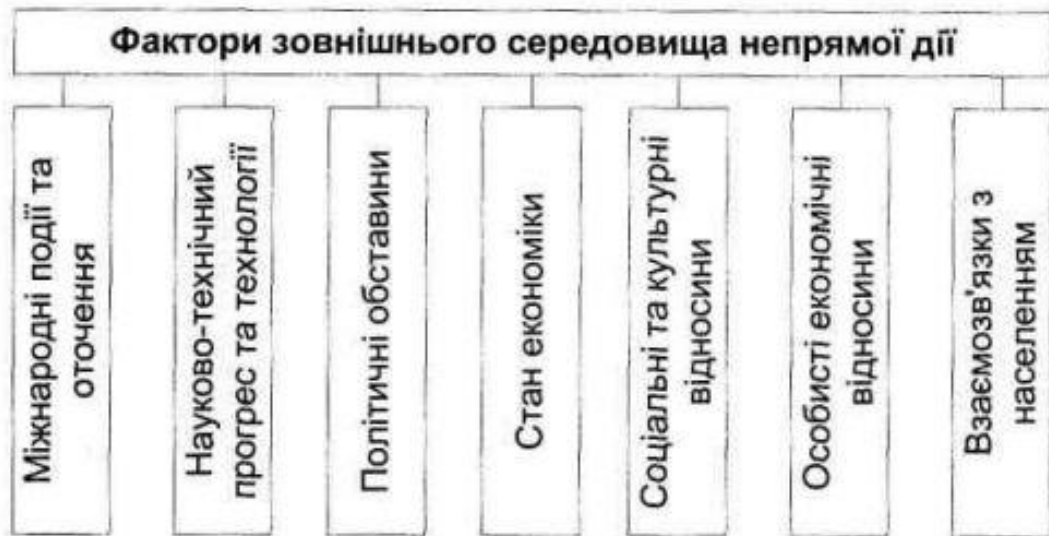 Фактори зовнішнього середовища непрямої дії
Міжнародні події та
оточення
Науково-технічний
прогрес та технології
Політичні обставини
Стан економіки
Соціальні та культурні
відносини
Особисті економічні
відносини
Взаємозв'язки з
населенням